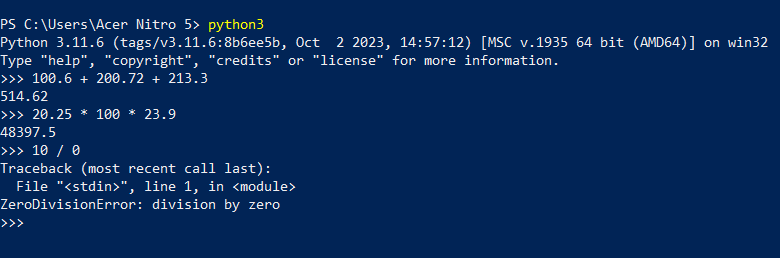 PS C:\Users\Acer Nitro 5> python3
Python 3.11.6 (tags/v3.11.6:8b6ee5b, Oct  2 2023, 14:57:12) [MSC v.1935 64 bit (AMD64)] on win32
Type "help", "copyright", "credits" or "license" for more information.
>>> 100.6 + 200.72 + 213.3
514.62
>>> 20.25 * 100 * 23.9
48397.5
>>> 10 / 0
Traceback (most recent call last):
  File "<stdin>", line 1, in <module>
ZeroDivisionError: division by zero
>>>